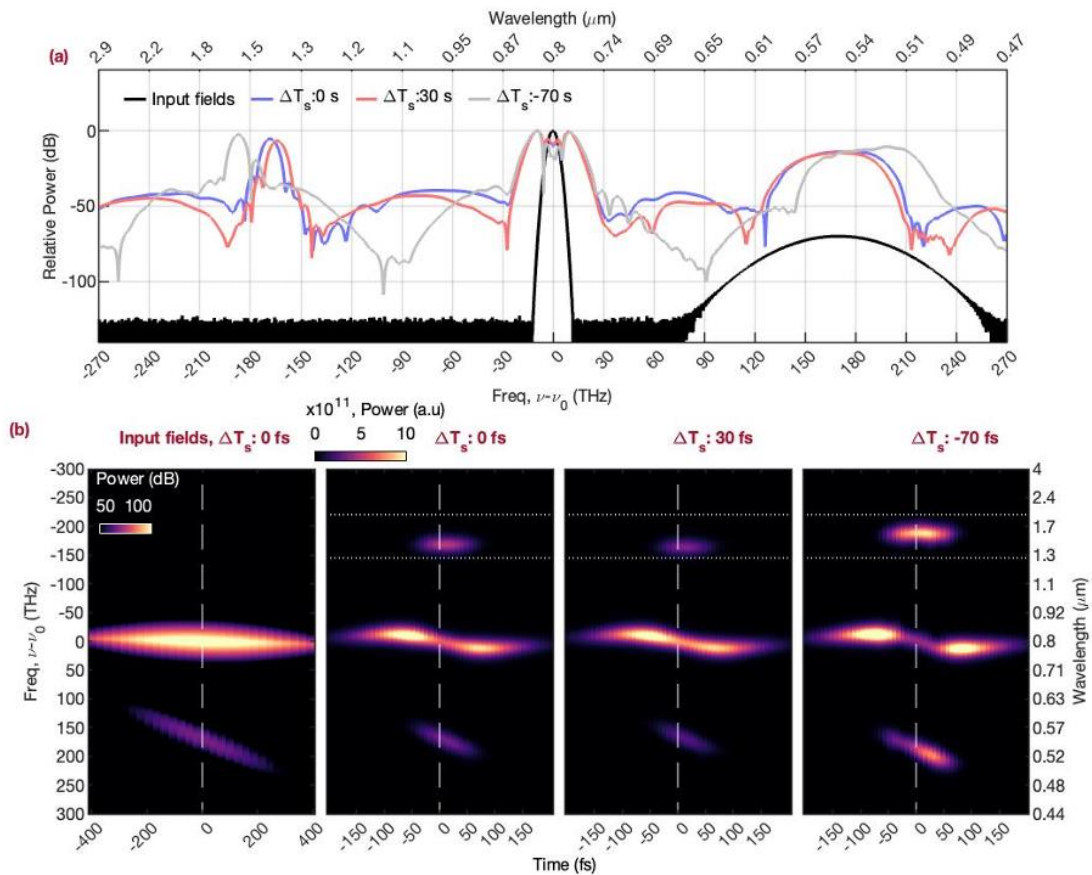 Wavelength (μm)
2.9 2.2 1.8 1.5 1.3 1.2 1.1 0.95 0.87 0.8 0.74 0.69 0.65 0.61 0.57 0.54 0.51 0.49 0.47
(a)
Input fields ΔTs:0 s ΔTs:30 s ΔTs:-70 s
Relative Power (dB)
0
-50
-100
-270 -240 -210 -180 -150 -120 -90 -60 -30 0 30 60 90 120 150 180 210 240 270
Freq, ν-ν0 (THz)
(b)
x10^11, Power (a.u)
0 5 10
Input fields, ΔTs: 0 fs ΔTs: 0 fs ΔTs: 30 fs ΔTs: -70 fs
Power (dB)
50 100
Freq, ν-ν0 (THz)
-300
-250
-200
-150
-100
-50
0
50
100
150
200
250
300
4
2.4
1.7
1.3
1.1
0.92
0.8
0.71
0.63
0.57
0.52
0.48
0.44
Wavelength (μm)
-400 -200 0 200 400 -150 -100 -50 0 50 100 150 -150 -100 -50 0 50 100 150 -150 -100 -50 0 50 100 150
Time (fs)